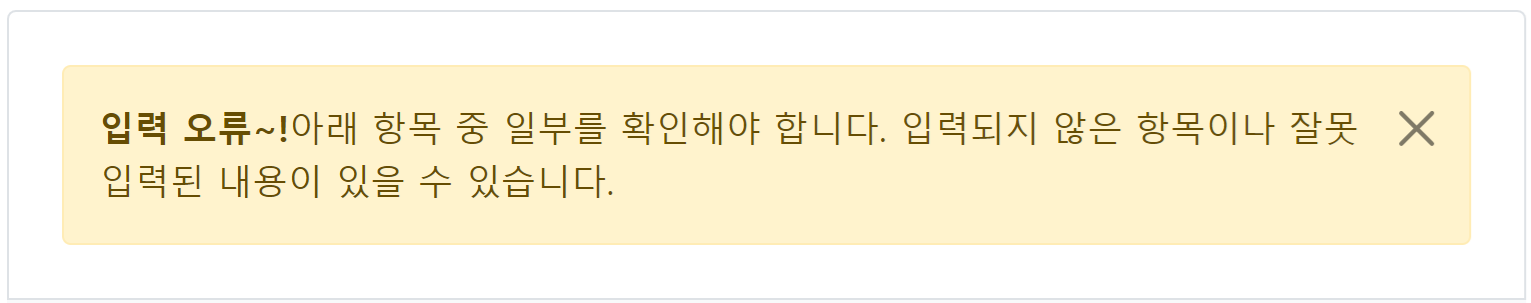 입력 오류~!아래 항목 중 일부를 확인해야 합니다. 입력되지 않은 항목이나 잘못
입력된 내용이 있을 수 있습니다.